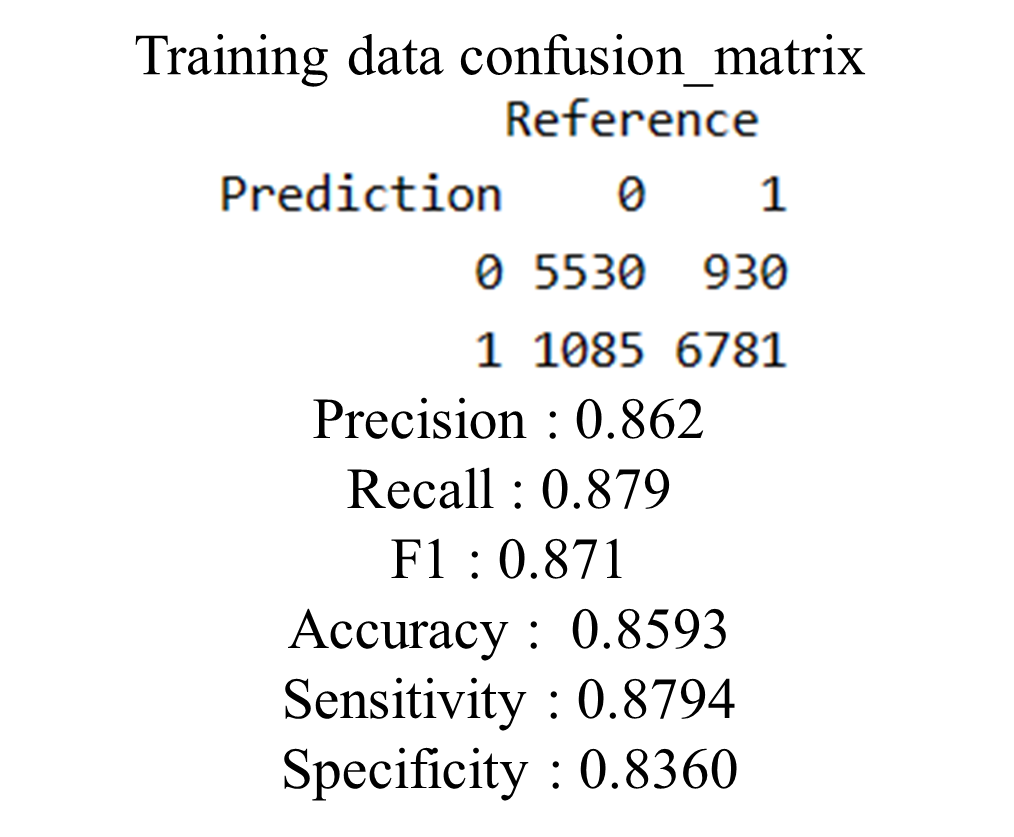 Training data confusion_matrix
Reference
Prediction 0 1
0 5530 930
1 1085 6781
Precision : 0.862
Recall : 0.879
F1 : 0.871
Accuracy : 0.8593
Sensitivity : 0.8794
Specificity : 0.8360